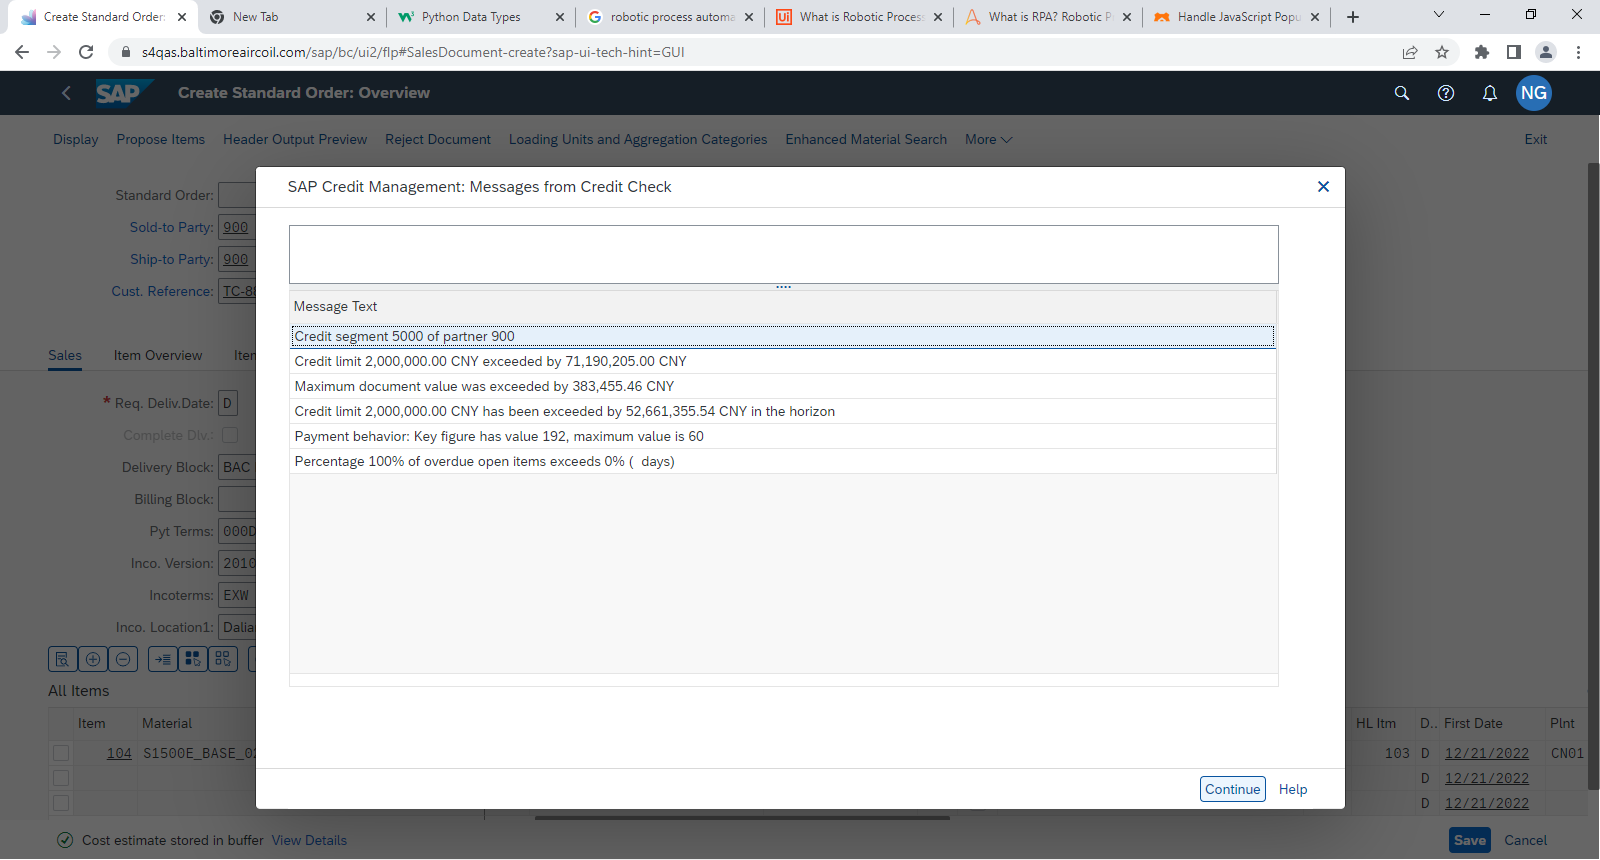 Create Standard Order:
New Tab
Python Data Types
robotic process automa
What is Robotic Process
What is RPA? Robotic P
Handle JavaScript Popu
s4qas.baltimoreaircoil.com/sap/bc/ui2/flp#SalesDocument-create?sap-ui-tech-hint=GUI
SAP
Create Standard Order: Overview
NG
Display
Propose Items
Header Output Preview
Reject Document
Loading Units and Aggregation Categories
Enhanced Material Search
More
Exit
SAP Credit Management: Messages from Credit Check
Standard Order:
Sold-to Party: 900
Ship-to Party: 900
Cust. Reference: TC-88
Message Text
Credit segment 5000 of partner 900
Credit limit 2,000,000.00 CNY exceeded by 71,190,205.00 CNY
Maximum document value was exceeded by 383,455.46 CNY
Credit limit 2,000,000.00 CNY has been exceeded by 52,661,355.54 CNY in the horizon
Payment behavior: Key figure has value 192, maximum value is 60
Percentage 100% of overdue open items exceeds 0% ( days)
Sales
Item Overview
* Req. Deliv.Date: D
Complete Dlv.:
Delivery Block: BAC
Billing Block:
Pyt Terms: 000D
Inco. Version: 2010
Incoterms: EXW
Inco. Location1: Dalia
All Items
Item Material HL Itm D.. First Date Plnt
104 S1500E_BASE_02 103 D 12/21/2022 CN01
D 12/21/2022
D 12/21/2022
Continue
Help
Cost estimate stored in buffer View Details
Save
Cancel